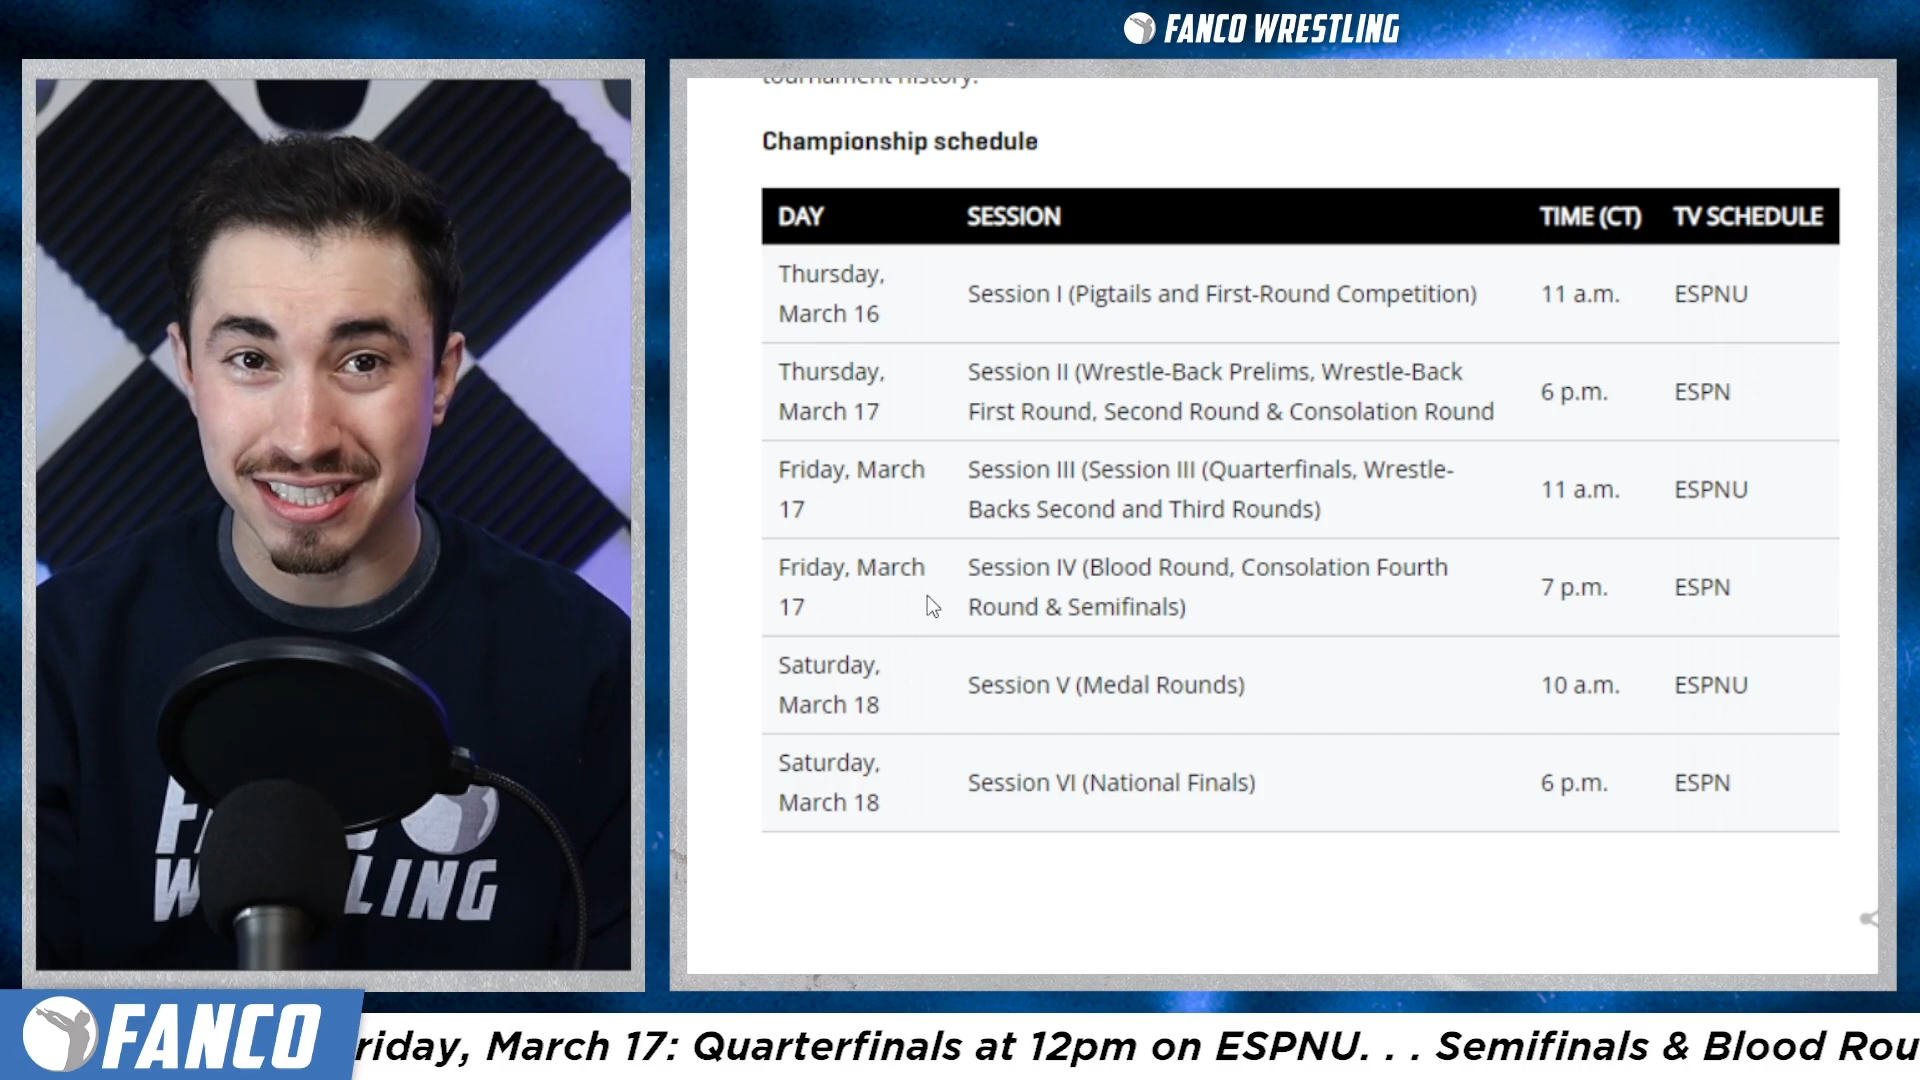 FANCO WRESTLING
tournament history.
Championship schedule
DAY SESSION TIME (CT) TV SCHEDULE
Thursday,
March 16
Session I (Pigtails and First-Round Competition)
11 a.m.
ESPNU
Thursday,
March 17
Session II (Wrestle-Back Prelims, Wrestle-Back
First Round, Second Round & Consolation Round
6 p.m.
ESPN
Friday, March
17
Session III (Session III (Quarterfinals, Wrestle-
Backs Second and Third Rounds)
11 a.m.
ESPNU
Friday, March
17
Session IV (Blood Round, Consolation Fourth
Round & Semifinals)
7 p.m.
ESPN
Saturday,
March 18
Session V (Medal Rounds)
10 a.m.
ESPNU
Saturday,
March 18
Session VI (National Finals)
6 p.m.
ESPN
LING
FANCO
riday, March 17: Quarterfinals at 12pm on ESPNU. . . Semifinals & Blood Rou